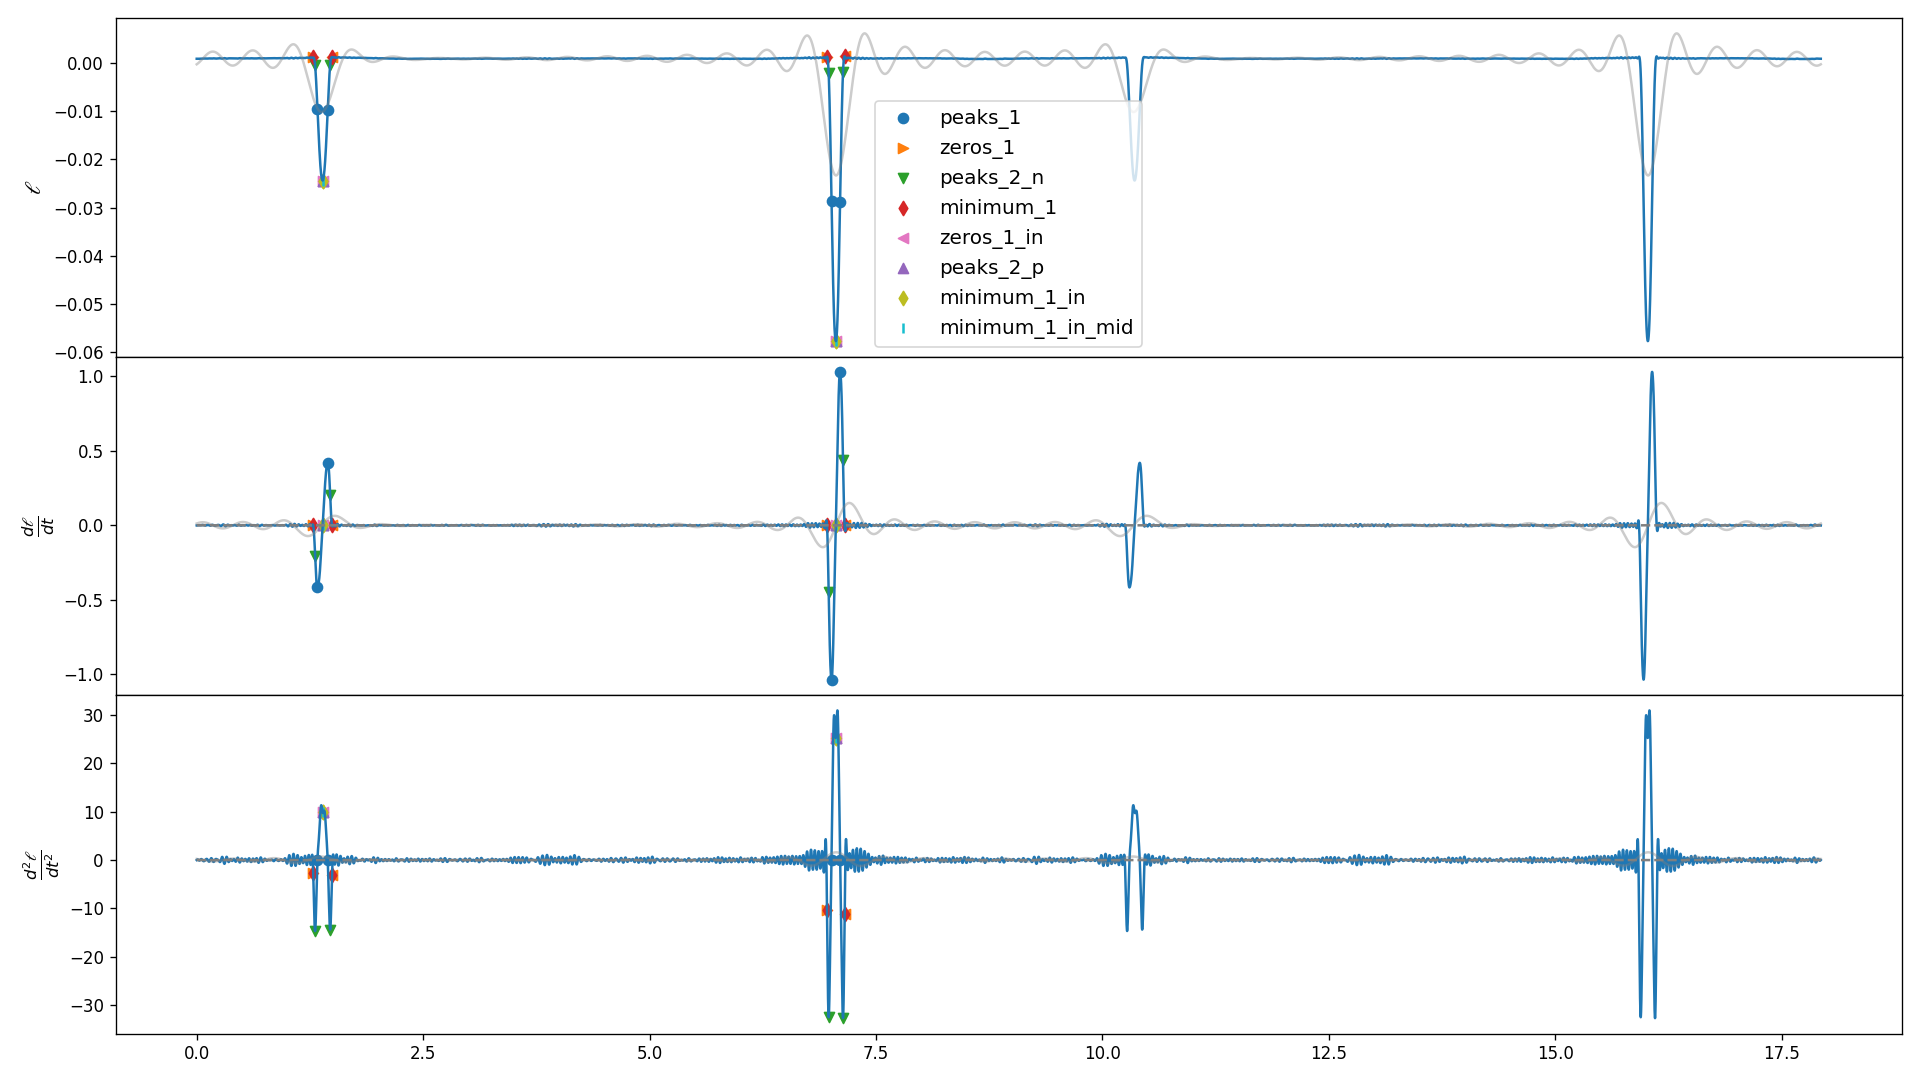 0.00
−0.01
−0.02
−0.03
−0.04
−0.05
−0.06
ℓ
peaks_1
zeros_1
peaks_2_n
minimum_1
zeros_1_in
peaks_2_p
minimum_1_in
minimum_1_in_mid
1.0
0.5
0.0
−0.5
−1.0
dℓ
dt
30
20
10
0
−10
−20
−30
d²ℓ
dt²
0.0 2.5 5.0 7.5 10.0 12.5 15.0 17.5